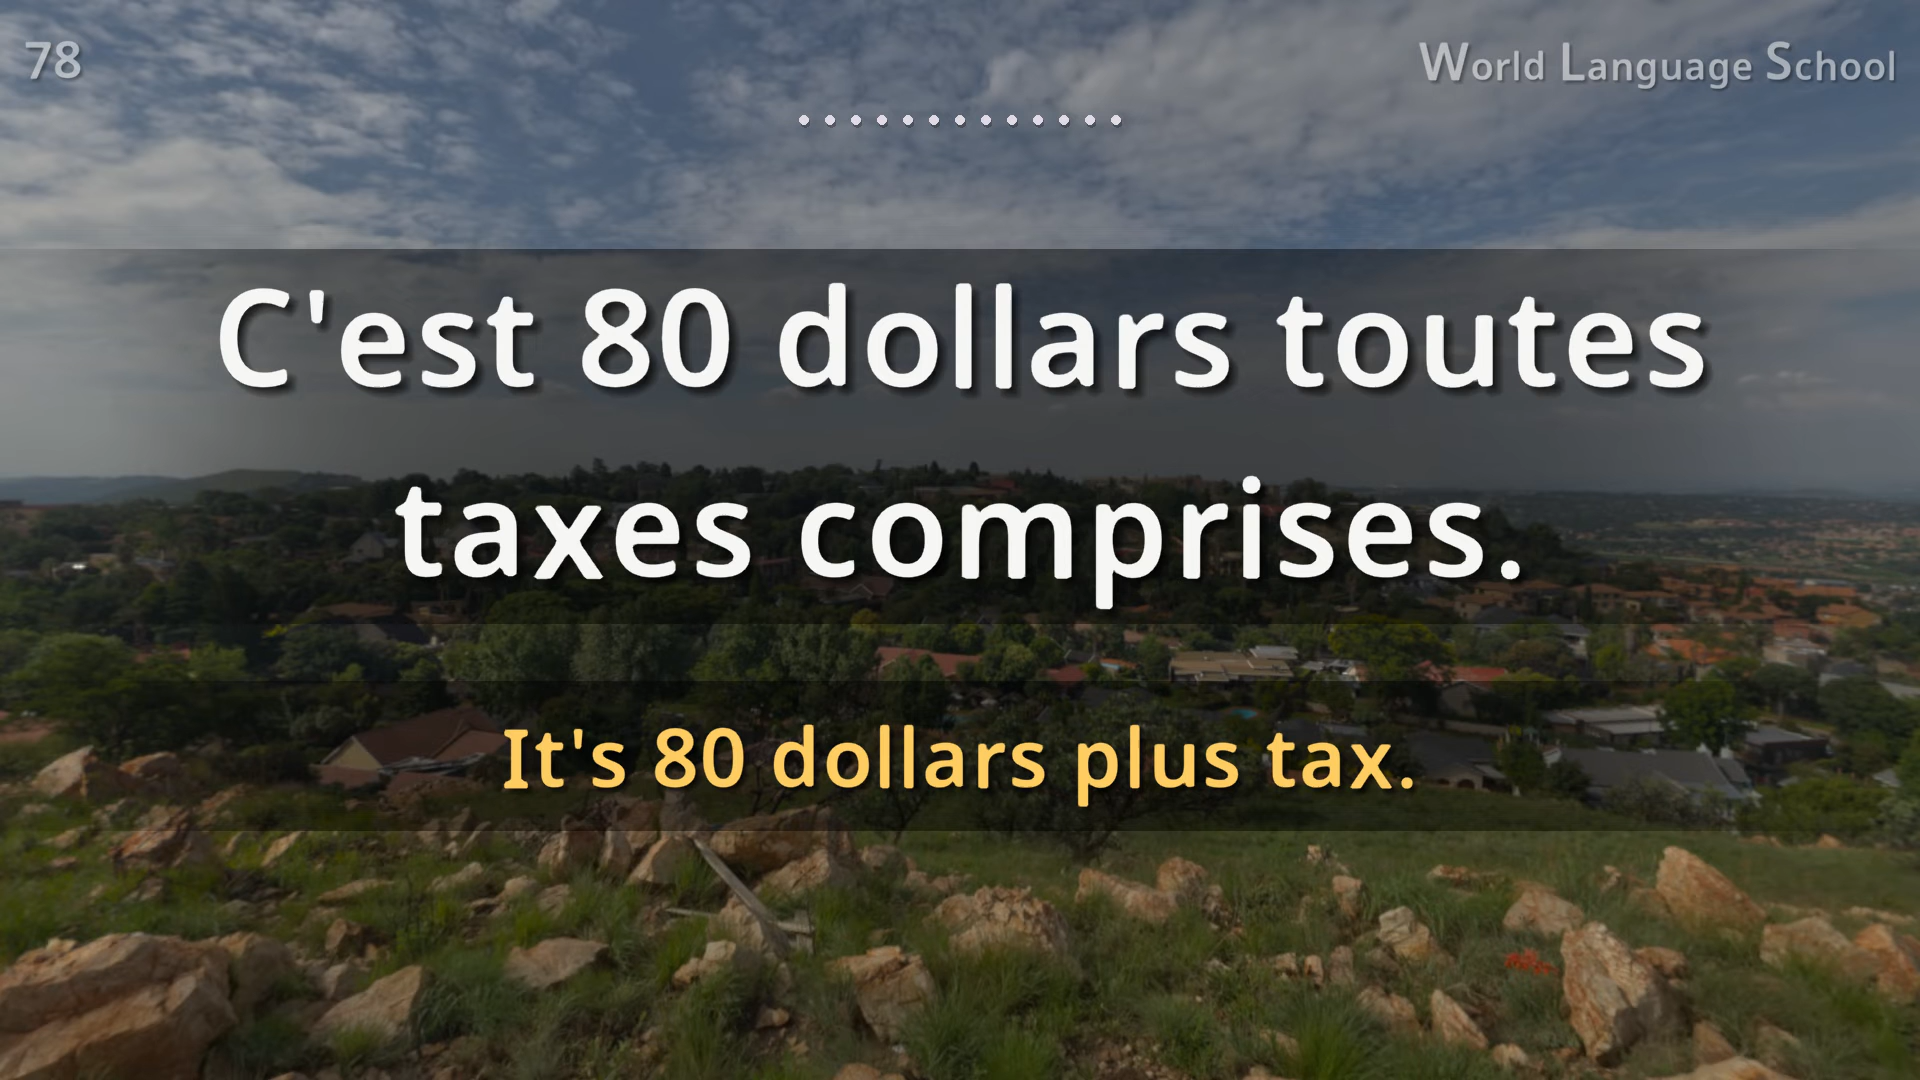 78
World Language School
C'est 80 dollars toutes
taxes comprises.
It's 80 dollars plus tax.